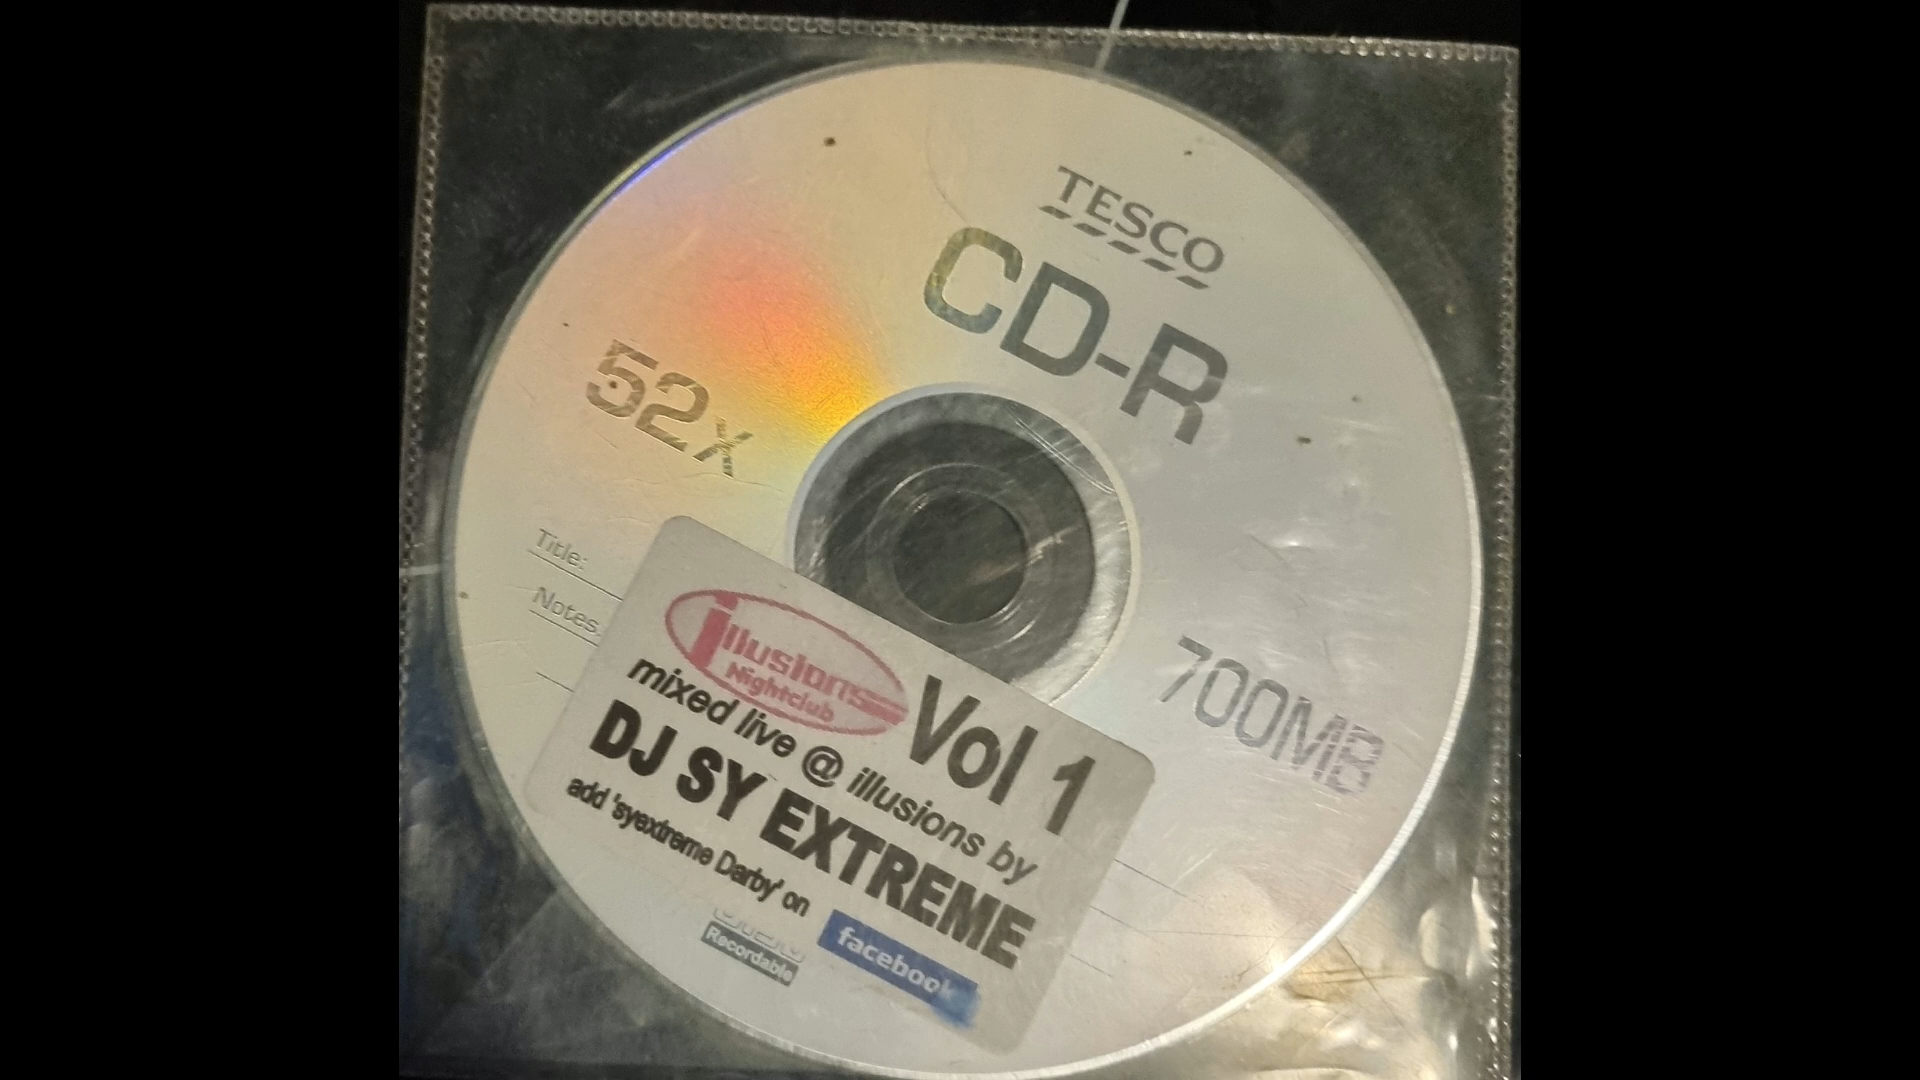 TESCO
CD-R
52x
700MB
Title:
Notes
illusions
Nightclub
Vol 1
mixed live @ illusions by
DJ SY EXTREME
add 'syextreme Darby' on
facebook
Recordable